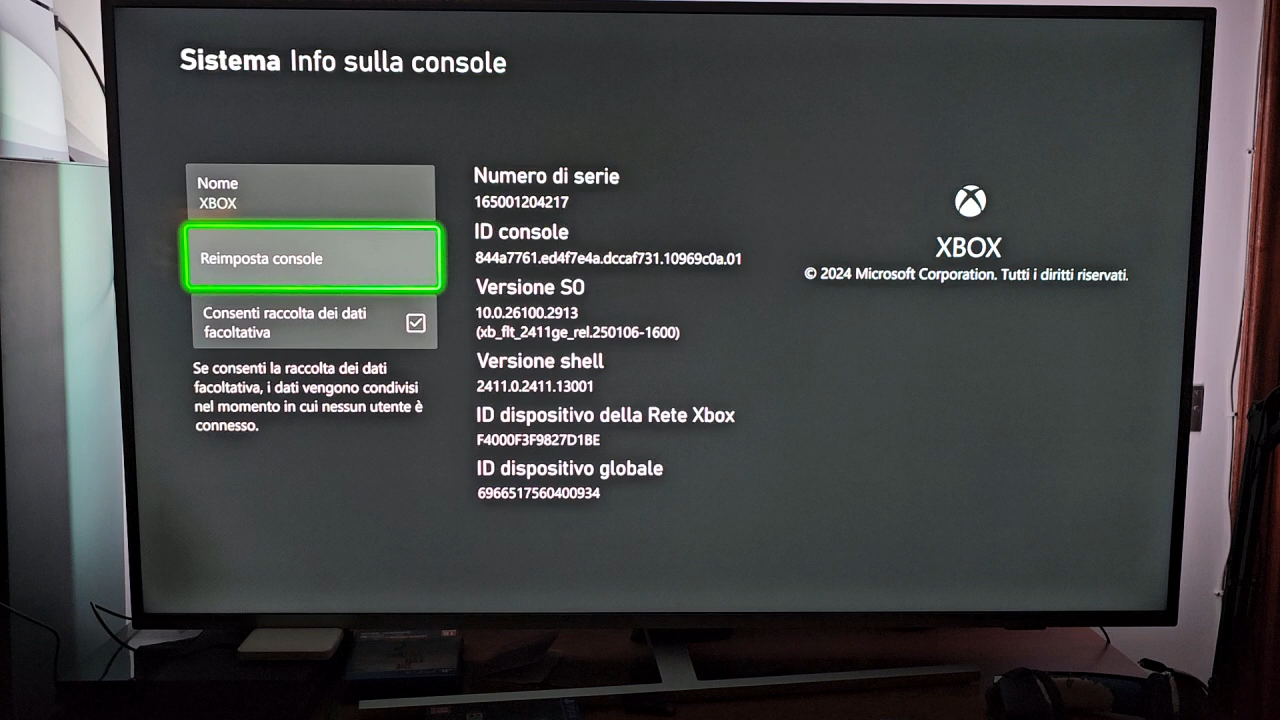 Sistema Info sulla console
Nome
XBOX
Reimposta console
Consenti raccolta dei dati
facoltativa
Se consenti la raccolta dei dati
facoltativa, i dati vengono condivisi
nel momento in cui nessun utente è
connesso.
Numero di serie
165001204217
ID console
844a7761.ed4f7e4a.dccaf731.10969c0a.01
Versione SO
10.0.26100.2913
(xb_flt_2411ge_rel.250106-1600)
Versione shell
2411.0.2411.13001
ID dispositivo della Rete Xbox
F4000F3F9827D1BE
ID dispositivo globale
6966517560400934
XBOX
© 2024 Microsoft Corporation. Tutti i diritti riservati.